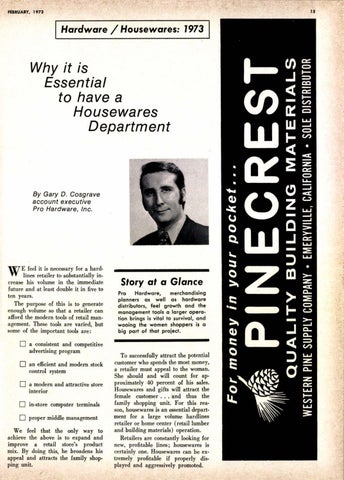 FEBRUARY, 1973
15
Hardware / Housewares: 1973
Why it is
Essential
to have a
Housewares
Department
By Gary D. Cosgrave
account executive
Pro Hardware, Inc.
WE feel it is necessary for a hard-
lines retailer to substantially in-
crease his volume in the immediate
future and at least double it in five to
ten years.
The purpose of this is to generate
enough volume so that a retailer can
afford the modern tools of retail manage-
ment. These tools are varied, but
some of the important tools are:
a consistent and competitive
advertising program
an efficient and modern stock
control system
a modern and attractive store
interior
in-store computer terminals
proper middle management
We feel that the only way to
achieve the above is to expand and
improve a retail store's product
mix. By doing this, he broadens his
appeal and attracts the family shop-
ping unit.
Story at a Glance
Pro Hardware, merchandising
planners as well as hardware
distributors, feel growth and the
management tools a larger opera-
tion brings is vital to survival, and
wooing the women shoppers is a
big part of that project.
To successfully attract the potential
customer who spends the most money,
a retailer must appeal to the women.
She should and will count for ap-
proximately 40 percent of his sales.
Housewares and gifts will attract the
female customer . . . and thus the
family shopping unit. For this rea-
son, housewares is an essential depart-
ment for a large volume hardlines
retailer or home center (retail lumber
and building materials) operation.
Retailers are constantly looking for
new, profitable lines; housewares is
certainly one. Housewares can be ex-
tremely profitable if properly dis-
played and aggressively promoted.
For money in your pocket...
PINECREST
QUALITY BUILDING MATERIALS
WESTERN PINE SUPPLY COMPANY • EMERYVILLE, CALIFORNIA • SOLE DISTRIBUTOR